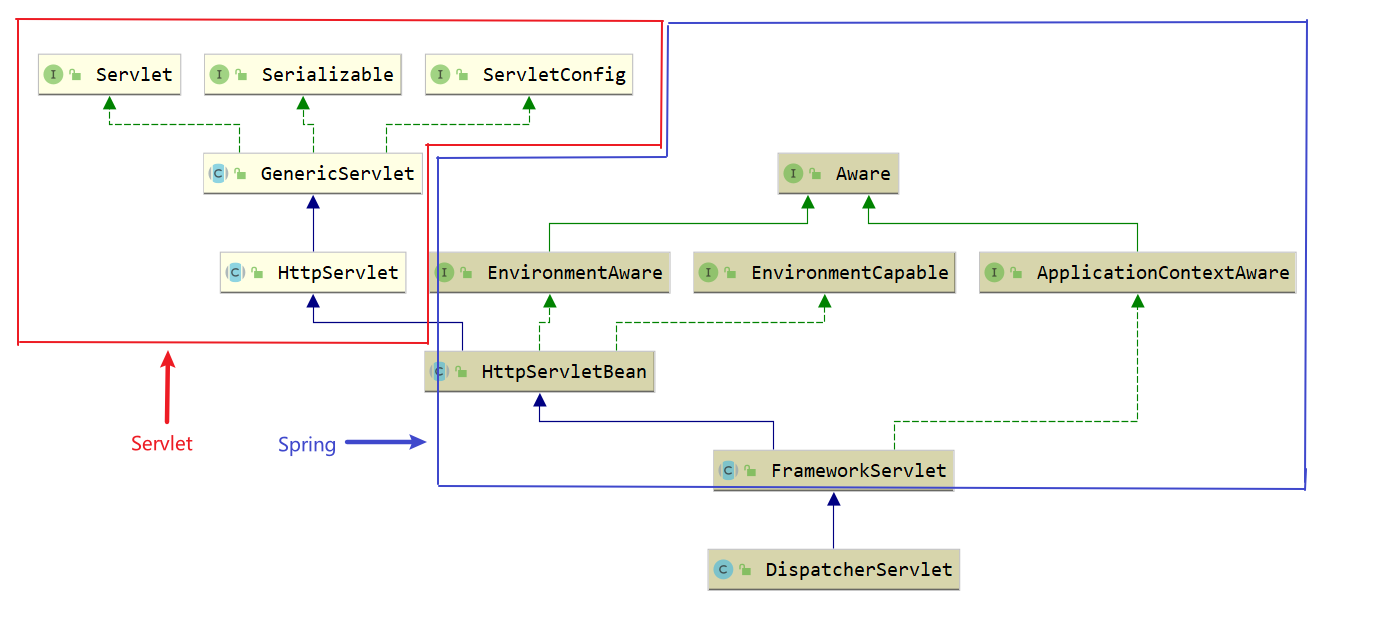 Servlet
Serializable
ServletConfig
GenericServlet
Aware
HttpServlet
EnvironmentAware
EnvironmentCapable
ApplicationContextAware
HttpServletBean
Servlet
Spring
FrameworkServlet
DispatcherServlet